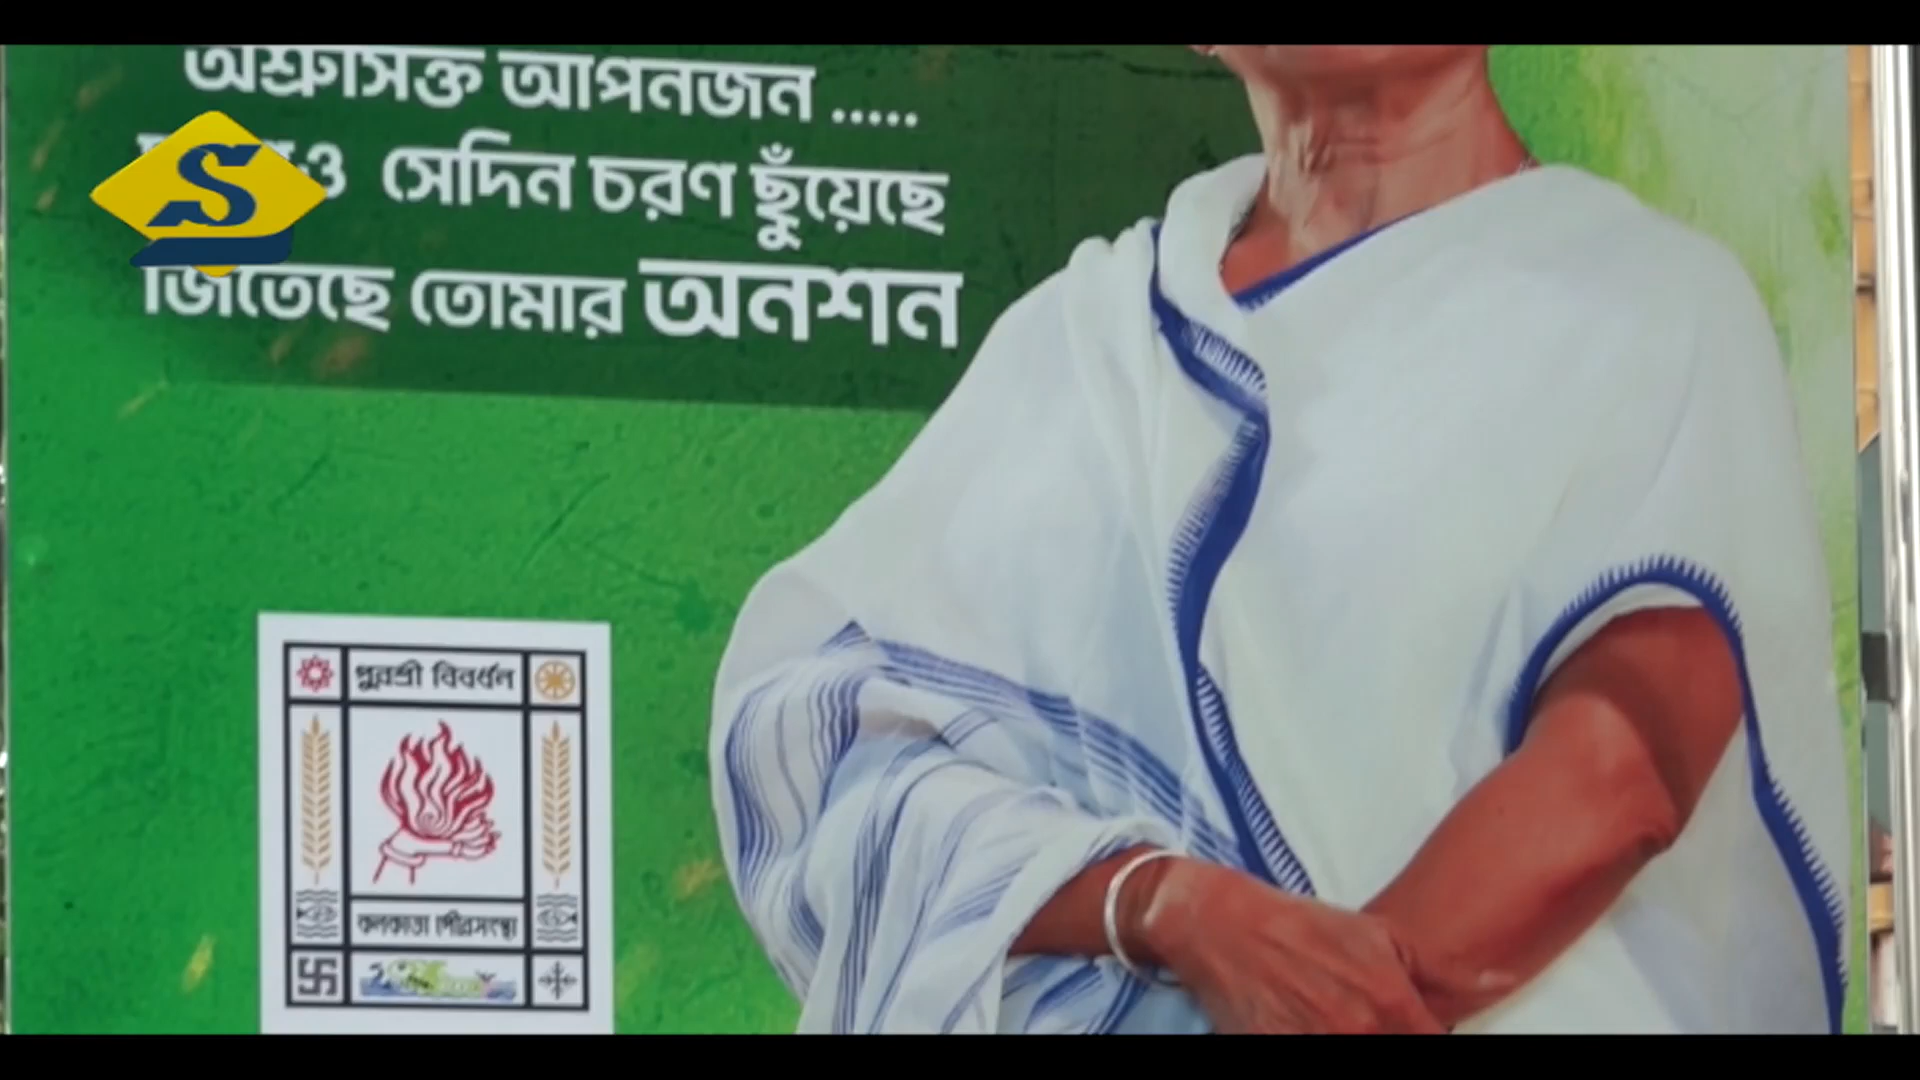 অশ্রুসিক্ত আপনজন .....
সেদিন চরণ ছুঁয়েছে
জিতেছে তোমার অনশন
পুরশ্রী বিবর্ধন
কলকাতা পৌরসংস্থা